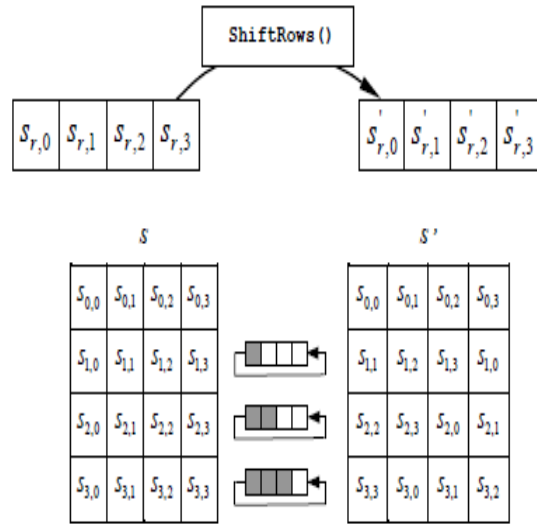 ShiftRows()
S_{r,0} S_{r,1} S_{r,2} S_{r,3} S'_{r,0} S'_{r,1} S'_{r,2} S'_{r,3}
S S'
S_{0,0} S_{0,1} S_{0,2} S_{0,3} S_{0,0} S_{0,1} S_{0,2} S_{0,3}
S_{1,0} S_{1,1} S_{1,2} S_{1,3} S_{1,1} S_{1,2} S_{1,3} S_{1,0}
S_{2,0} S_{2,1} S_{2,2} S_{2,3} S_{2,2} S_{2,3} S_{2,0} S_{2,1}
S_{3,0} S_{3,1} S_{3,2} S_{3,3} S_{3,3} S_{3,0} S_{3,1} S_{3,2}